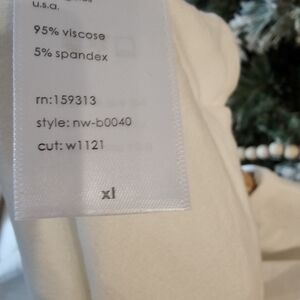 u.s.a.
95% viscose
5% spandex
rn:159313
style: nw-b0040
cut: w1121
xl